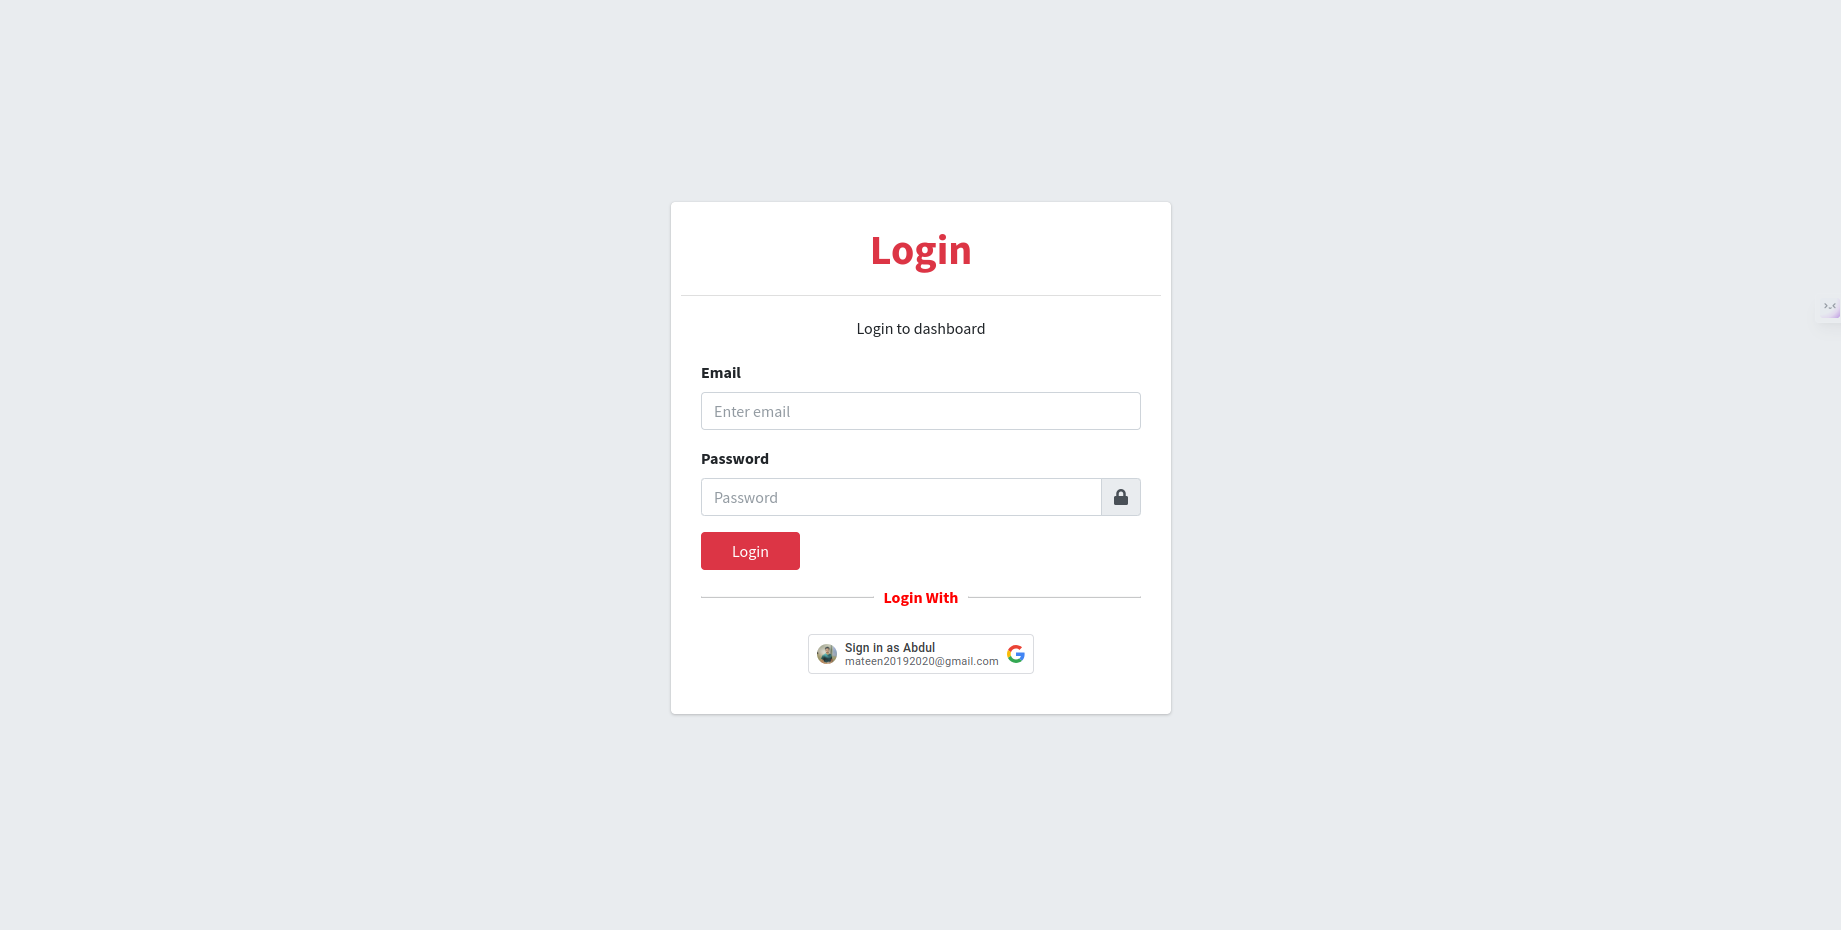 Login
Login to dashboard
Email
Enter email
Password
Password
Login
Login With
Sign in as Abdul
mateen20192020@gmail.com